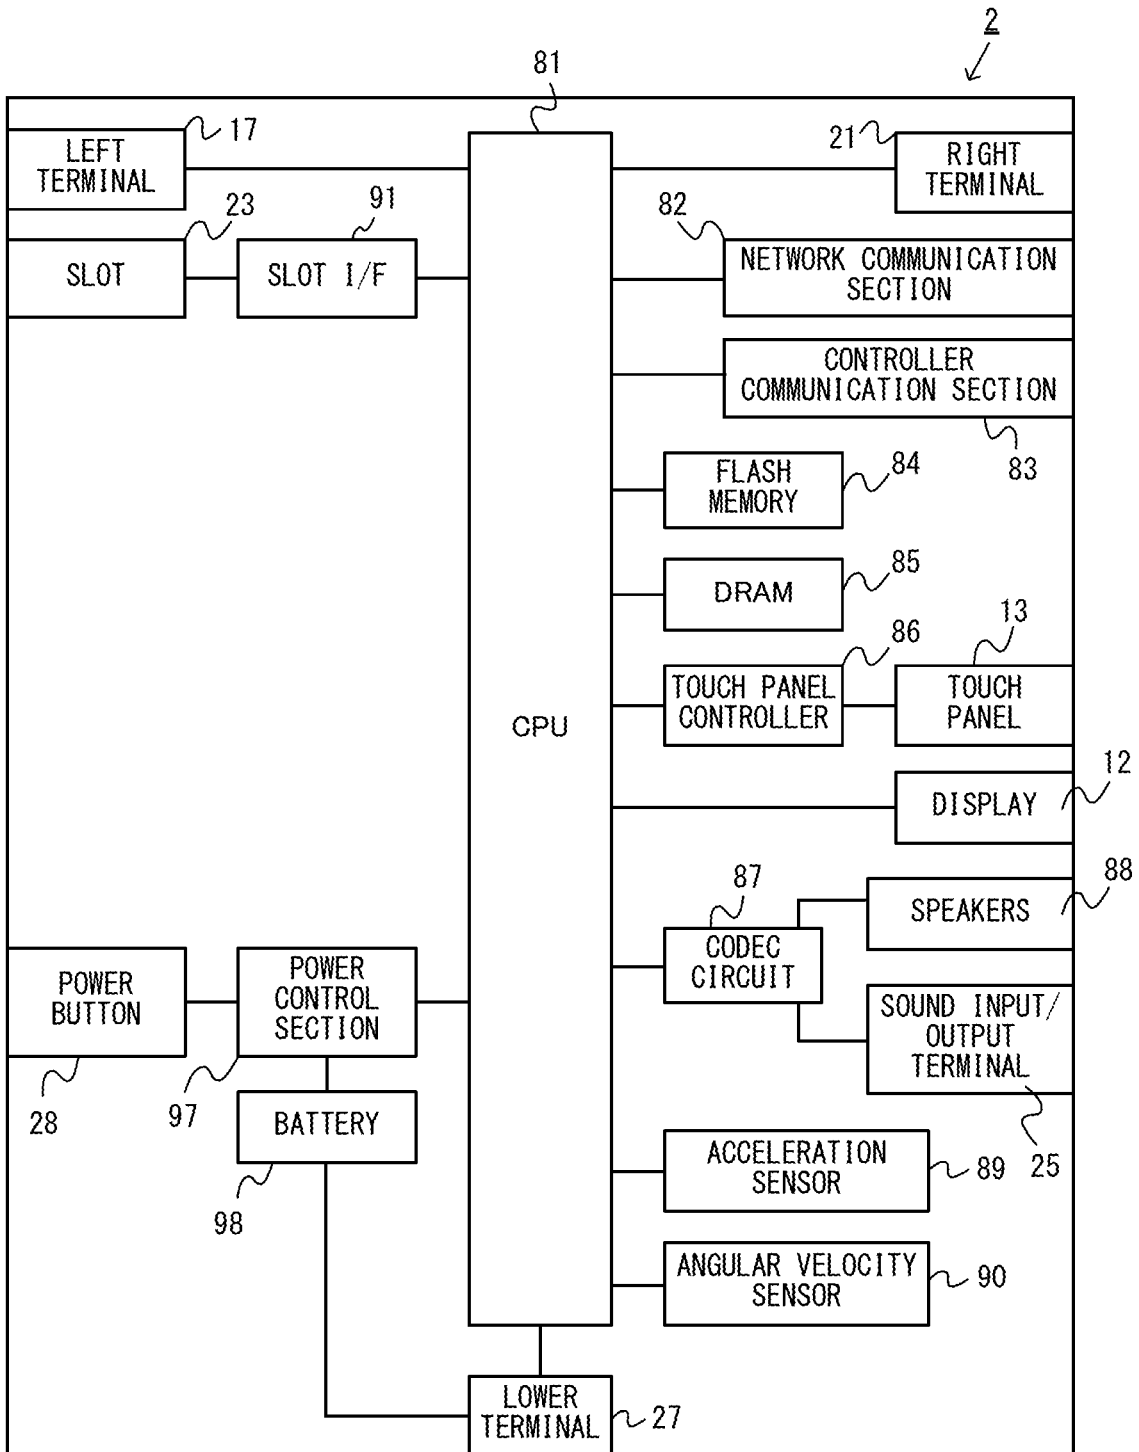 2
81
LEFT
TERMINAL
17
21
RIGHT
TERMINAL
23
91
82
SLOT
SLOT I/F
NETWORK COMMUNICATION
SECTION
CONTROLLER
COMMUNICATION SECTION
83
FLASH
MEMORY
84
DRAM
85
86
13
TOUCH PANEL
CONTROLLER
TOUCH
PANEL
CPU
DISPLAY
12
87
88
SPEAKERS
CODEC
CIRCUIT
POWER
BUTTON
POWER
CONTROL
SECTION
SOUND INPUT/
OUTPUT
TERMINAL
28
97
BATTERY
98
25
ACCELERATION
SENSOR
89
ANGULAR VELOCITY
SENSOR
90
LOWER
TERMINAL
27